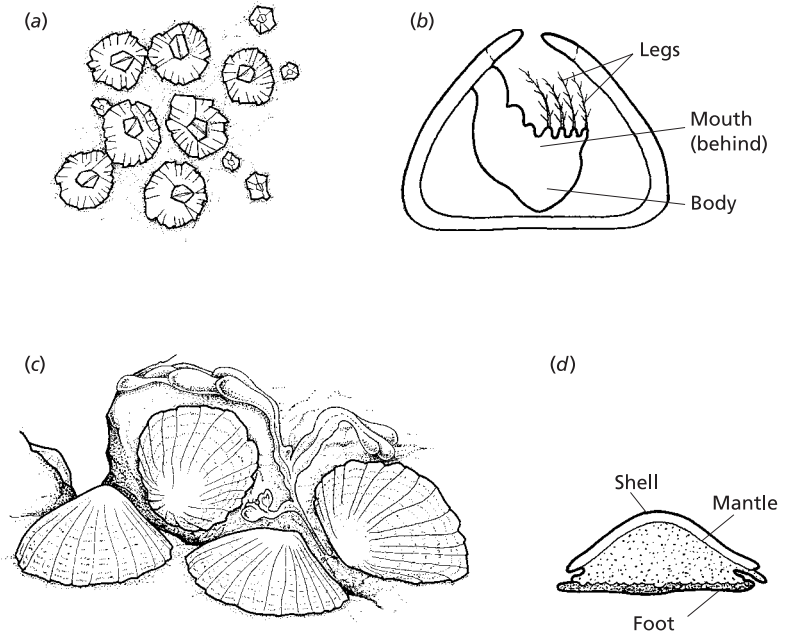 (a)
(b)
Legs
Mouth
(behind)
Body
(c)
(d)
Shell
Mantle
Foot